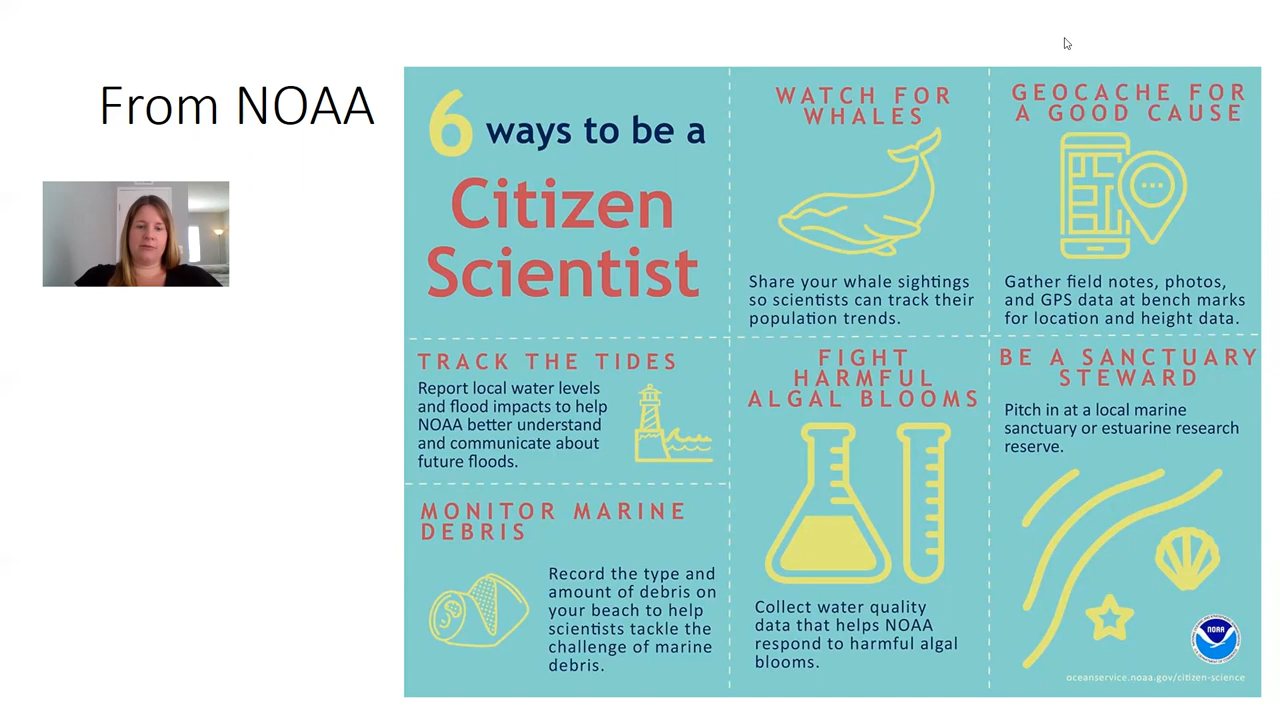 From NOAA
6 ways to be a
Citizen
Scientist
WATCH FOR
WHALES
Share your whale sightings
so scientists can track their
population trends.
GEOCACHE FOR
A GOOD CAUSE
Gather field notes, photos,
and GPS data at bench marks
for location and height data.
TRACK THE TIDES
Report local water levels
and flood impacts to help
NOAA better understand
and communicate about
future floods.
FIGHT
HARMFUL
ALGAL BLOOMS
Collect water quality
data that helps NOAA
respond to harmful algal
blooms.
BE A SANCTUARY
STEWARD
Pitch in at a local marine
sanctuary or estuarine research
reserve.
MONITOR MARINE
DEBRIS
Record the type and
amount of debris on
your beach to help
scientists tackle the
challenge of marine
debris.
NOAA
oceanservice.noaa.gov/citizen-science